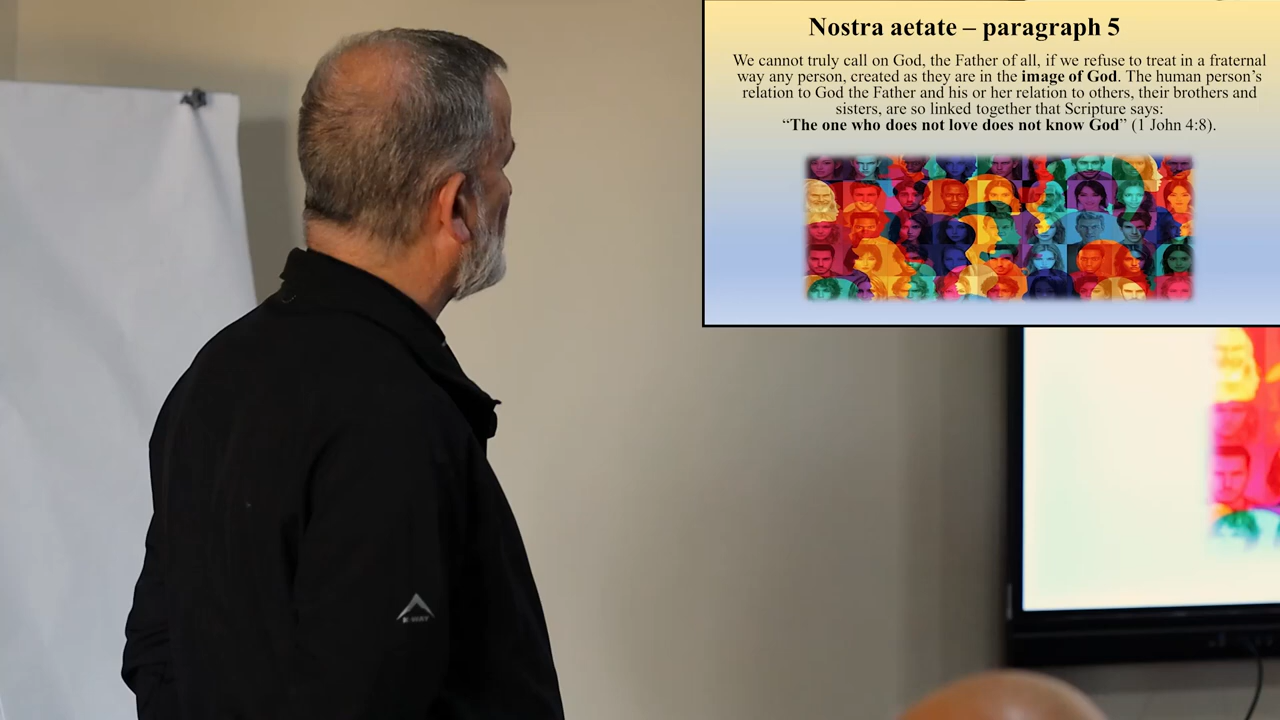 Nostra aetate – paragraph 5
We cannot truly call on God, the Father of all, if we refuse to treat in a fraternal
way any person, created as they are in the image of God. The human person’s
relation to God the Father and his or her relation to others, their brothers and
sisters, are so linked together that Scripture says:
“The one who does not love does not know God” (1 John 4:8).
K-WAY